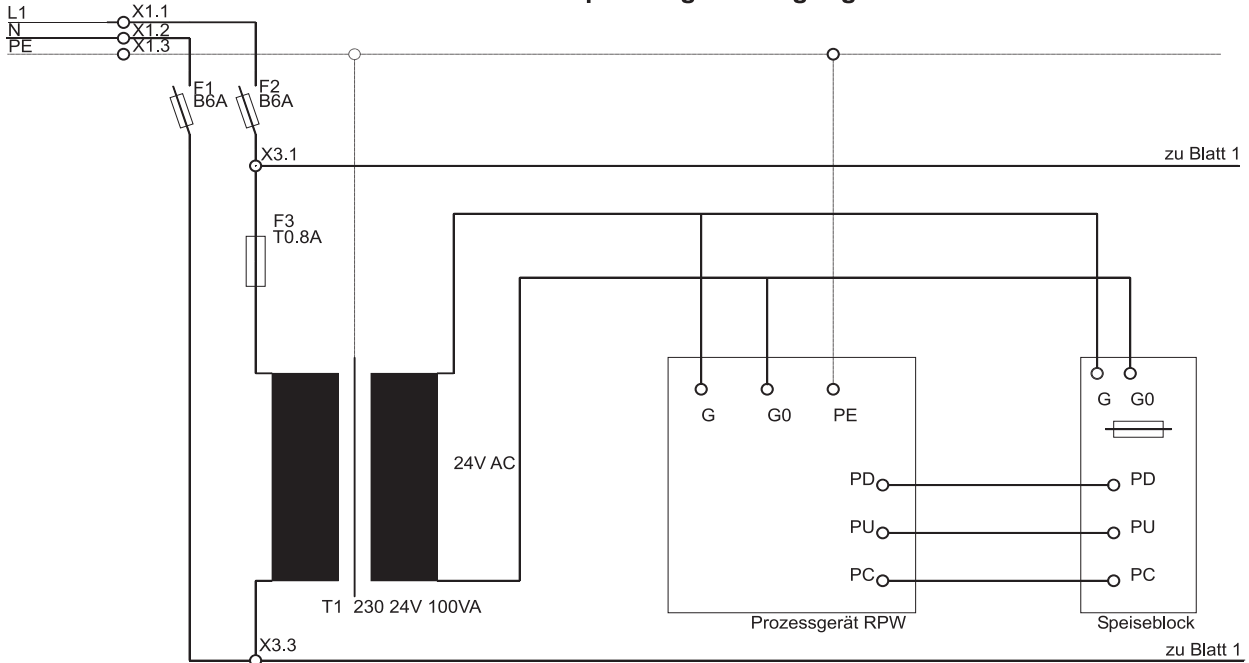 L1
X1.1
N
X1.2
PE
X1.3
F1
B6A
F2
B6A
X3.1
zu Blatt 1
F3
T0.8A
G
G0
PE
G
G0
24V AC
PD
PD
PU
PU
PC
PC
T1 230 24V 100VA
Prozessgerät RPW
Speiseblock
X3.3
zu Blatt 1